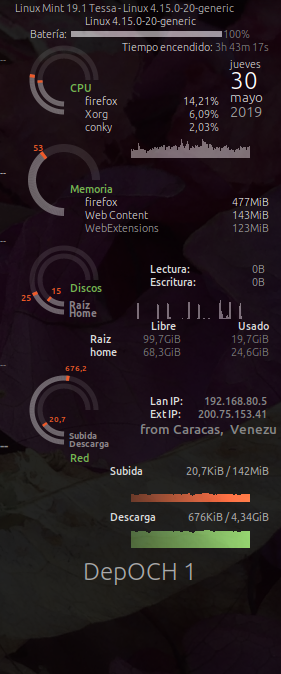 Linux Mint 19.1 Tessa - Linux 4.15.0-20-generic
Linux 4.15.0-20-generic
Batería: 100%
Tiempo encendido: 3h 43m 17s
jueves
30
mayo
2019
CPU
firefox 14,21%
Xorg 6,09%
conky 2,03%
53
Memoria
firefox 477MiB
Web Content 143MiB
WebExtensions 123MiB
Discos
Lectura: 0B
Escritura: 0B
15
25
Raiz
Home
Libre Usado
Raiz 99,7GiB 19,7GiB
home 68,3GiB 24,6GiB
676,2
20,7
Lan IP: 192.168.80.5
Ext IP: 200.75.153.41
from Caracas, Venezu
Subida
Descarga
Red
Subida 20,7KiB / 142MiB
Descarga 676KiB / 4,34GiB
DepOCH 1